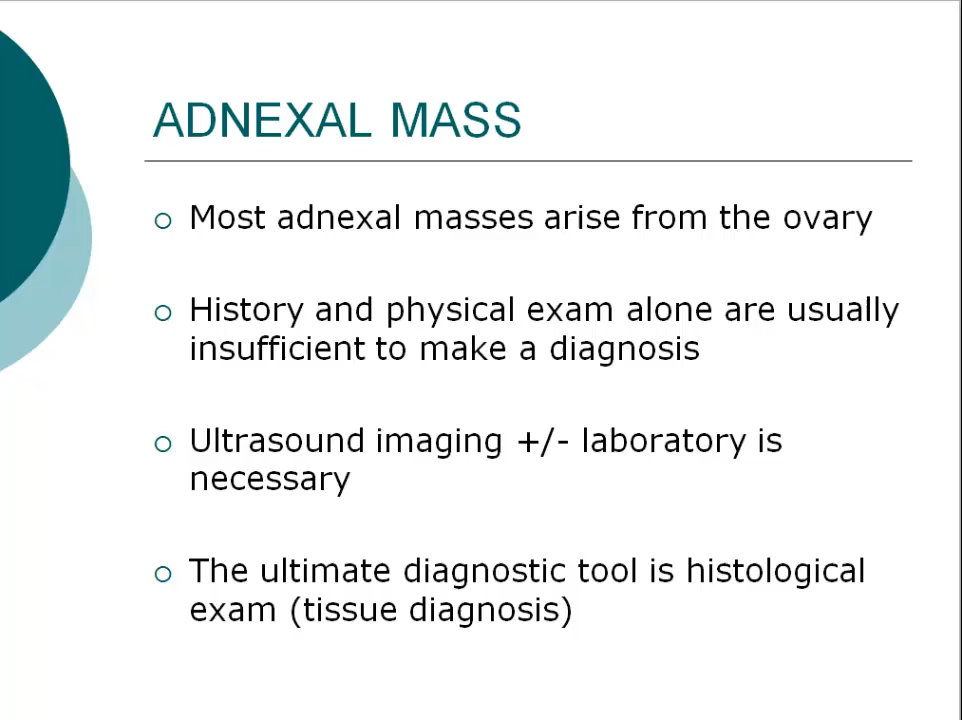 ADNEXAL MASS
Most adnexal masses arise from the ovary
History and physical exam alone are usually
insufficient to make a diagnosis
Ultrasound imaging +/- laboratory is
necessary
The ultimate diagnostic tool is histological
exam (tissue diagnosis)